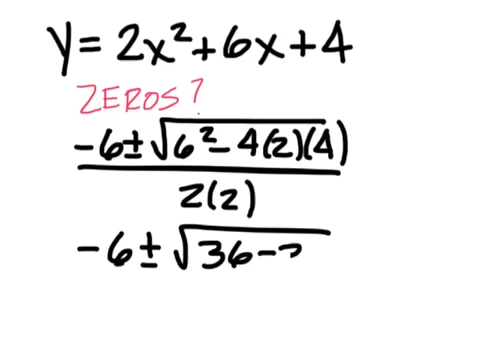 y = 2x² + 6x + 4
ZEROS?
-6 ± √6² - 4(2)(4)
2(2)
-6 ± √36 -